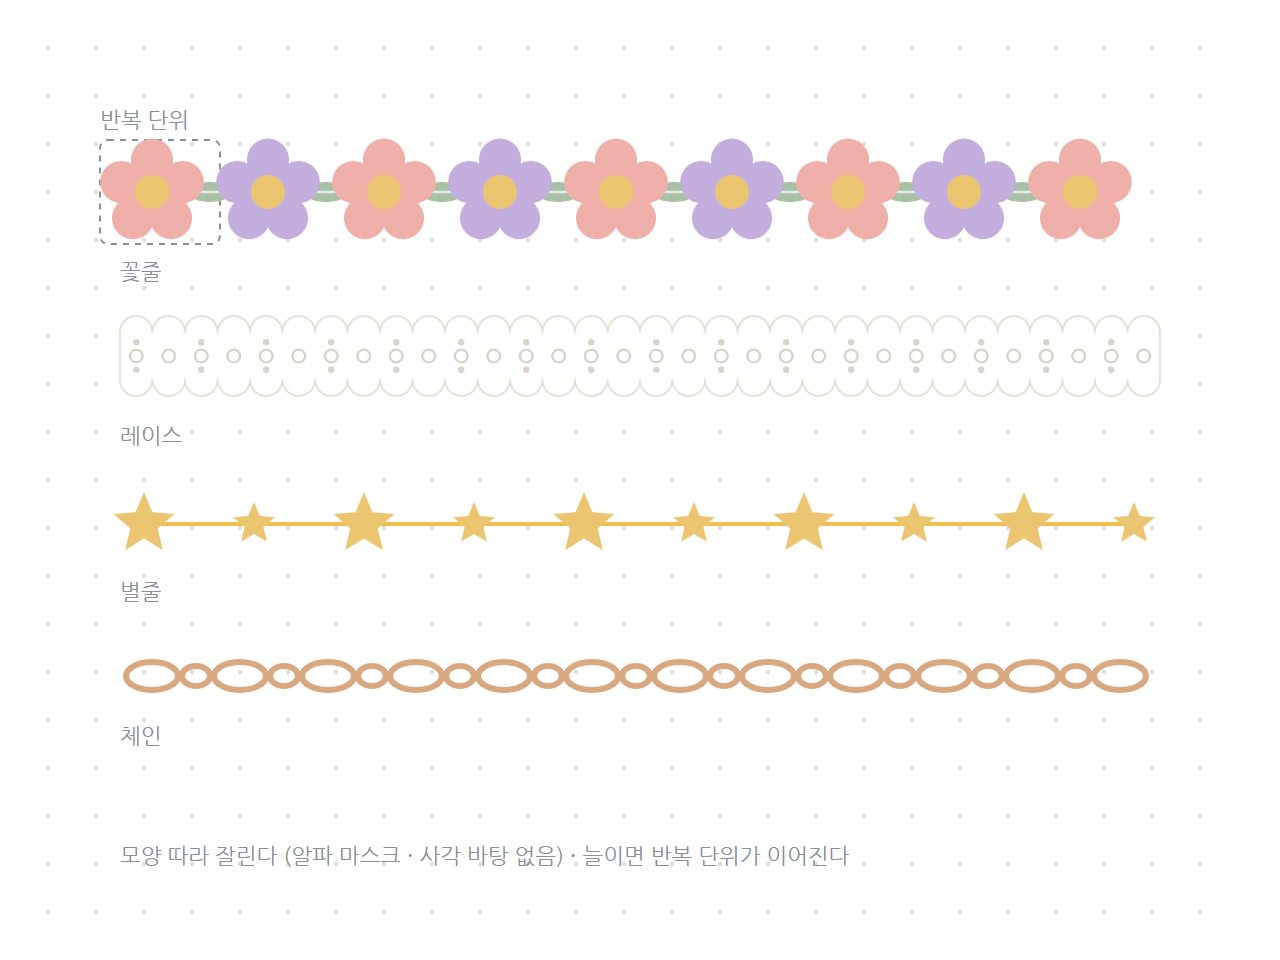 반복 단위
꽃줄
레이스
별줄
체인
모양 따라 잘린다 (알파 마스크 · 사각 바탕 없음) · 늘이면 반복 단위가 이어진다